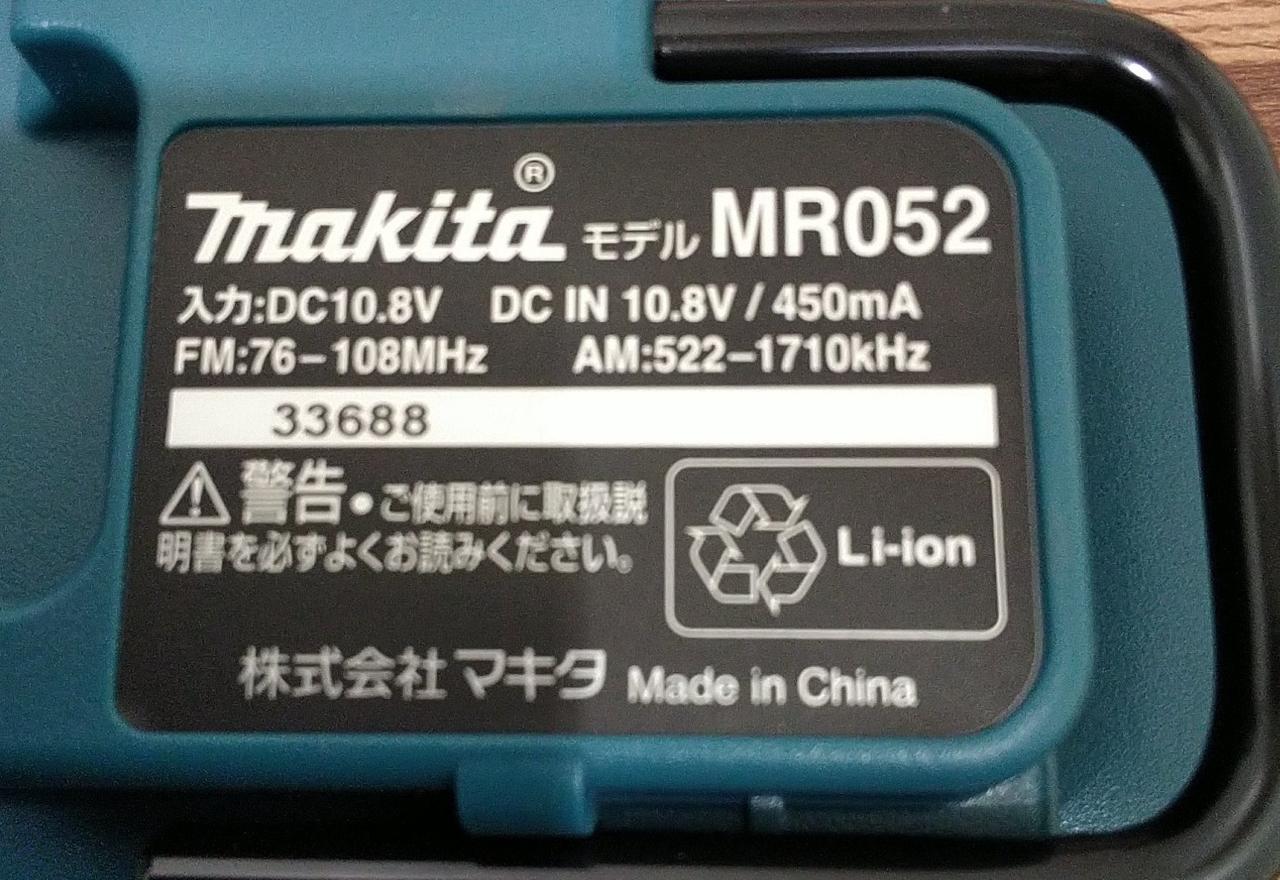 makita® モデル MR052
入力:DC10.8V DC IN 10.8V / 450mA
FM:76−108MHz AM:522−1710kHz
33688
警告・ご使用前に取扱説
明書を必ずよくお読みください。
Li-ion
株式会社マキタ Made in China